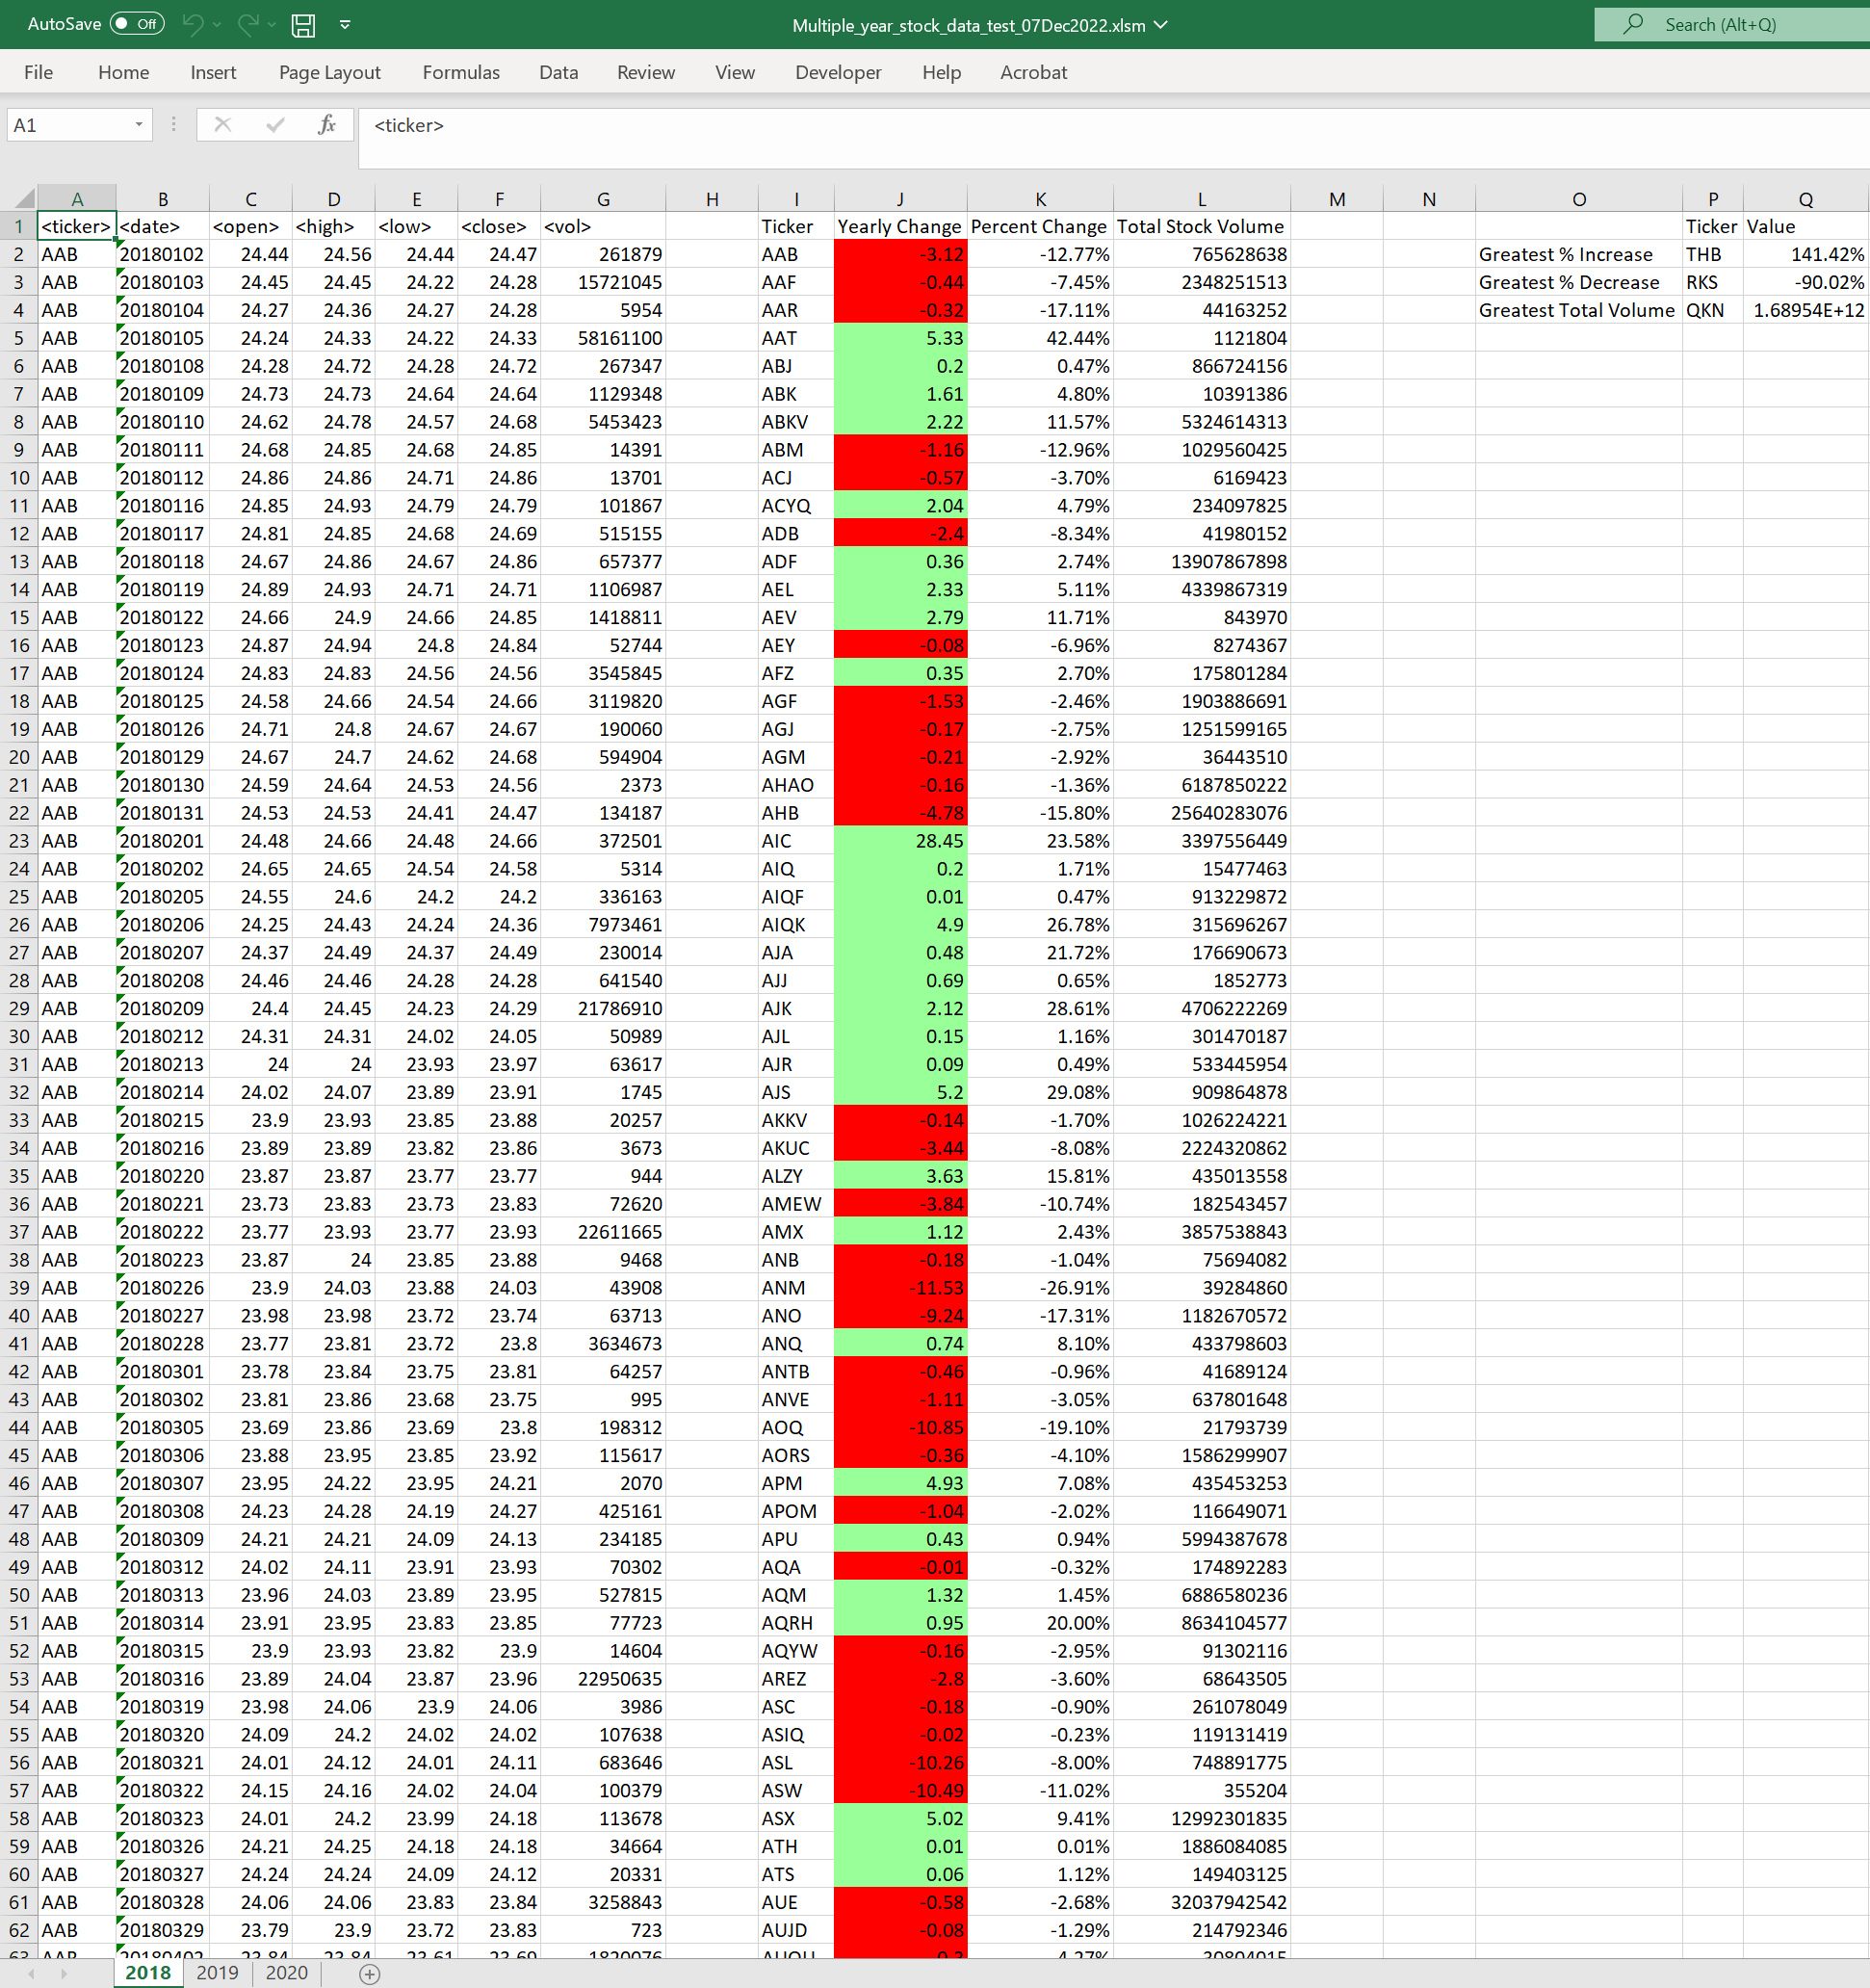 AutoSave Off Multiple_year_stock_data_test_07Dec2022.xlsm Search (Alt+Q)
File Home Insert Page Layout Formulas Data Review View Developer Help Acrobat
A1 fx <ticker>
A B C D E F G H I J K L M N O P Q
1 <ticker> <date> <open> <high> <low> <close> <vol> Ticker Yearly Change Percent Change Total Stock Volume Ticker Value
2 AAB 20180102 24.44 24.56 24.44 24.47 261879 AAB -3.12 -12.77% 765628638 Greatest % Increase THB 141.42%
3 AAB 20180103 24.45 24.45 24.22 24.28 15721045 AAF -0.44 -7.45% 2348251513 Greatest % Decrease RKS -90.02%
4 AAB 20180104 24.27 24.36 24.27 24.28 5954 AAR -0.32 -17.11% 44163252 Greatest Total Volume QKN 1.68954E+12
5 AAB 20180105 24.24 24.33 24.22 24.33 58161100 AAT 5.33 42.44% 1121804
6 AAB 20180108 24.28 24.72 24.28 24.72 267347 ABJ 0.2 0.47% 866724156
7 AAB 20180109 24.73 24.73 24.64 24.64 1129348 ABK 1.61 4.80% 10391386
8 AAB 20180110 24.62 24.78 24.57 24.68 5453423 ABKV 2.22 11.57% 5324614313
9 AAB 20180111 24.68 24.85 24.68 24.85 14391 ABM -1.16 -12.96% 1029560425
10 AAB 20180112 24.86 24.86 24.71 24.86 13701 ACJ -0.57 -3.70% 6169423
11 AAB 20180116 24.85 24.93 24.79 24.79 101867 ACYQ 2.04 4.79% 234097825
12 AAB 20180117 24.81 24.85 24.68 24.69 515155 ADB -2.4 -8.34% 41980152
13 AAB 20180118 24.67 24.86 24.67 24.86 657377 ADF 0.36 2.74% 13907867898
14 AAB 20180119 24.89 24.93 24.71 24.71 1106987 AEL 2.33 5.11% 4339867319
15 AAB 20180122 24.66 24.9 24.66 24.85 1418811 AEV 2.79 11.71% 843970
16 AAB 20180123 24.87 24.94 24.8 24.84 52744 AEY -0.08 -6.96% 8274367
17 AAB 20180124 24.83 24.83 24.56 24.56 3545845 AFZ 0.35 2.70% 175801284
18 AAB 20180125 24.58 24.66 24.54 24.66 3119820 AGF -1.53 -2.46% 1903886691
19 AAB 20180126 24.71 24.8 24.67 24.67 190060 AGJ -0.17 -2.75% 1251599165
20 AAB 20180129 24.67 24.7 24.62 24.68 594904 AGM -0.21 -2.92% 36443510
21 AAB 20180130 24.59 24.64 24.53 24.56 2373 AHAO -0.16 -1.36% 6187850222
22 AAB 20180131 24.53 24.53 24.41 24.47 134187 AHB -4.78 -15.80% 25640283076
23 AAB 20180201 24.48 24.66 24.48 24.66 372501 AIC 28.45 23.58% 3397556449
24 AAB 20180202 24.65 24.65 24.54 24.58 5314 AIQ 0.2 1.71% 15477463
25 AAB 20180205 24.55 24.6 24.2 24.2 336163 AIQF 0.01 0.47% 913229872
26 AAB 20180206 24.25 24.43 24.24 24.36 7973461 AIQK 4.9 26.78% 315696267
27 AAB 20180207 24.37 24.49 24.37 24.49 230014 AJA 0.48 21.72% 176690673
28 AAB 20180208 24.46 24.46 24.28 24.28 641540 AJJ 0.69 0.65% 1852773
29 AAB 20180209 24.4 24.45 24.23 24.29 21786910 AJK 2.12 28.61% 4706222269
30 AAB 20180212 24.31 24.31 24.02 24.05 50989 AJL 0.15 1.16% 301470187
31 AAB 20180213 24 24 23.93 23.97 63617 AJR 0.09 0.49% 533445954
32 AAB 20180214 24.02 24.07 23.89 23.91 1745 AJS 5.2 29.08% 909864878
33 AAB 20180215 23.9 23.93 23.85 23.88 20257 AKKV -0.14 -1.70% 1026224221
34 AAB 20180216 23.89 23.89 23.82 23.86 3673 AKUC -3.44 -8.08% 2224320862
35 AAB 20180220 23.87 23.87 23.77 23.77 944 ALZY 3.63 15.81% 435013558
36 AAB 20180221 23.73 23.83 23.73 23.83 72620 AMEW -3.84 -10.74% 182543457
37 AAB 20180222 23.77 23.93 23.77 23.93 22611665 AMX 1.12 2.43% 3857538843
38 AAB 20180223 23.87 24 23.85 23.88 9468 ANB -0.18 -1.04% 75694082
39 AAB 20180226 23.9 24.03 23.88 24.03 43908 ANM -11.53 -26.91% 39284860
40 AAB 20180227 23.98 23.98 23.72 23.74 63713 ANO -9.24 -17.31% 1182670572
41 AAB 20180228 23.77 23.81 23.72 23.8 3634673 ANQ 0.74 8.10% 433798603
42 AAB 20180301 23.78 23.84 23.75 23.81 64257 ANTB -0.46 -0.96% 41689124
43 AAB 20180302 23.81 23.86 23.68 23.75 995 ANVE -1.11 -3.05% 637801648
44 AAB 20180305 23.69 23.86 23.69 23.8 198312 AOQ -10.85 -19.10% 21793739
45 AAB 20180306 23.88 23.95 23.85 23.92 115617 AORS -0.36 -4.10% 1586299907
46 AAB 20180307 23.95 24.22 23.95 24.21 2070 APM 4.93 7.08% 435453253
47 AAB 20180308 24.23 24.28 24.19 24.27 425161 APOM -1.04 -2.02% 116649071
48 AAB 20180309 24.21 24.21 24.09 24.13 234185 APU 0.43 0.94% 5994387678
49 AAB 20180312 24.02 24.11 23.91 23.93 70302 AQA -0.01 -0.32% 174892283
50 AAB 20180313 23.96 24.03 23.89 23.95 527815 AQM 1.32 1.45% 6886580236
51 AAB 20180314 23.91 23.95 23.83 23.85 77723 AQRH 0.95 20.00% 8634104577
52 AAB 20180315 23.9 23.93 23.82 23.9 14604 AQYW -0.16 -2.95% 91302116
53 AAB 20180316 23.89 24.04 23.87 23.96 22950635 AREZ -2.8 -3.60% 68643505
54 AAB 20180319 23.98 24.06 23.9 24.06 3986 ASC -0.18 -0.90% 261078049
55 AAB 20180320 24.09 24.2 24.02 24.02 107638 ASIQ -0.02 -0.23% 119131419
56 AAB 20180321 24.01 24.12 24.01 24.11 683646 ASL -10.26 -8.00% 748891775
57 AAB 20180322 24.15 24.16 24.02 24.04 100379 ASW -10.49 -11.02% 355204
58 AAB 20180323 24.01 24.2 23.99 24.18 113678 ASX 5.02 9.41% 12992301835
59 AAB 20180326 24.21 24.25 24.18 24.18 34664 ATH 0.01 0.01% 1886084085
60 AAB 20180327 24.24 24.24 24.09 24.12 20331 ATS 0.06 1.12% 149403125
61 AAB 20180328 24.06 24.06 23.83 23.84 3258843 AUE -0.58 -2.68% 32037942542
62 AAB 20180329 23.79 23.9 23.72 23.83 723 AUJD -0.08 -1.29% 214792346
63 AAB 20180402 23.84 23.84 23.61
2018 2019 2020